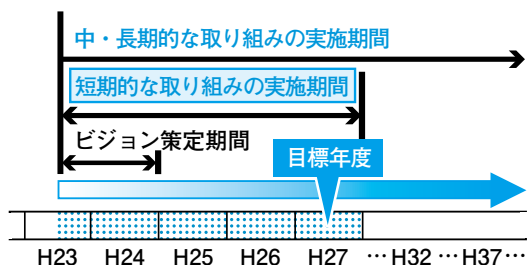 中・長期的な取り組みの実施期間
短期的な取り組みの実施期間
ビジョン策定期間
目標年度
H23 H24 H25 H26 H27 …H32 …H37…